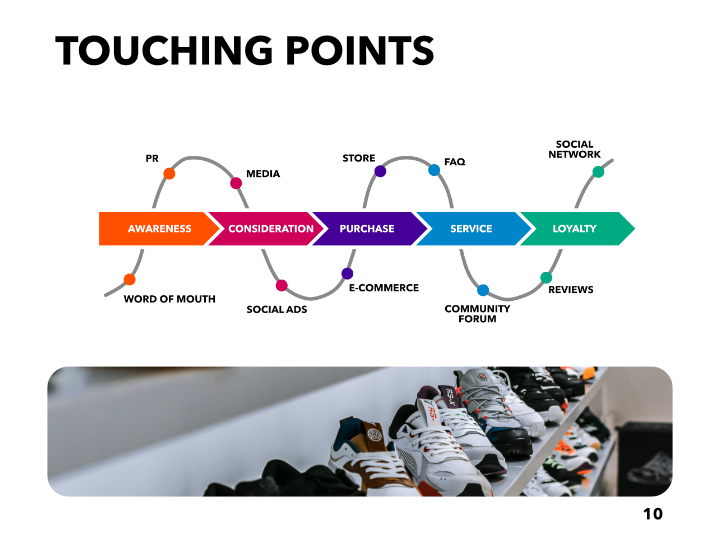 TOUCHING POINTS
SOCIAL
NETWORK
PR
STORE
FAQ
MEDIA
AWARENESS
CONSIDERATION
PURCHASE
SERVICE
LOYALTY
E-COMMERCE
REVIEWS
WORD OF MOUTH
SOCIAL ADS
COMMUNITY
FORUM
10